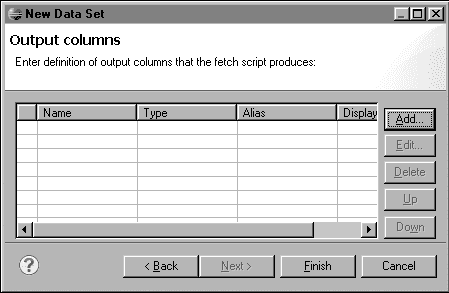 New Data Set
Output columns
Enter definition of output columns that the fetch script produces:
Name Type Alias Display
Add...
Edit...
Delete
Up
Down
?
< Back Next > Finish Cancel